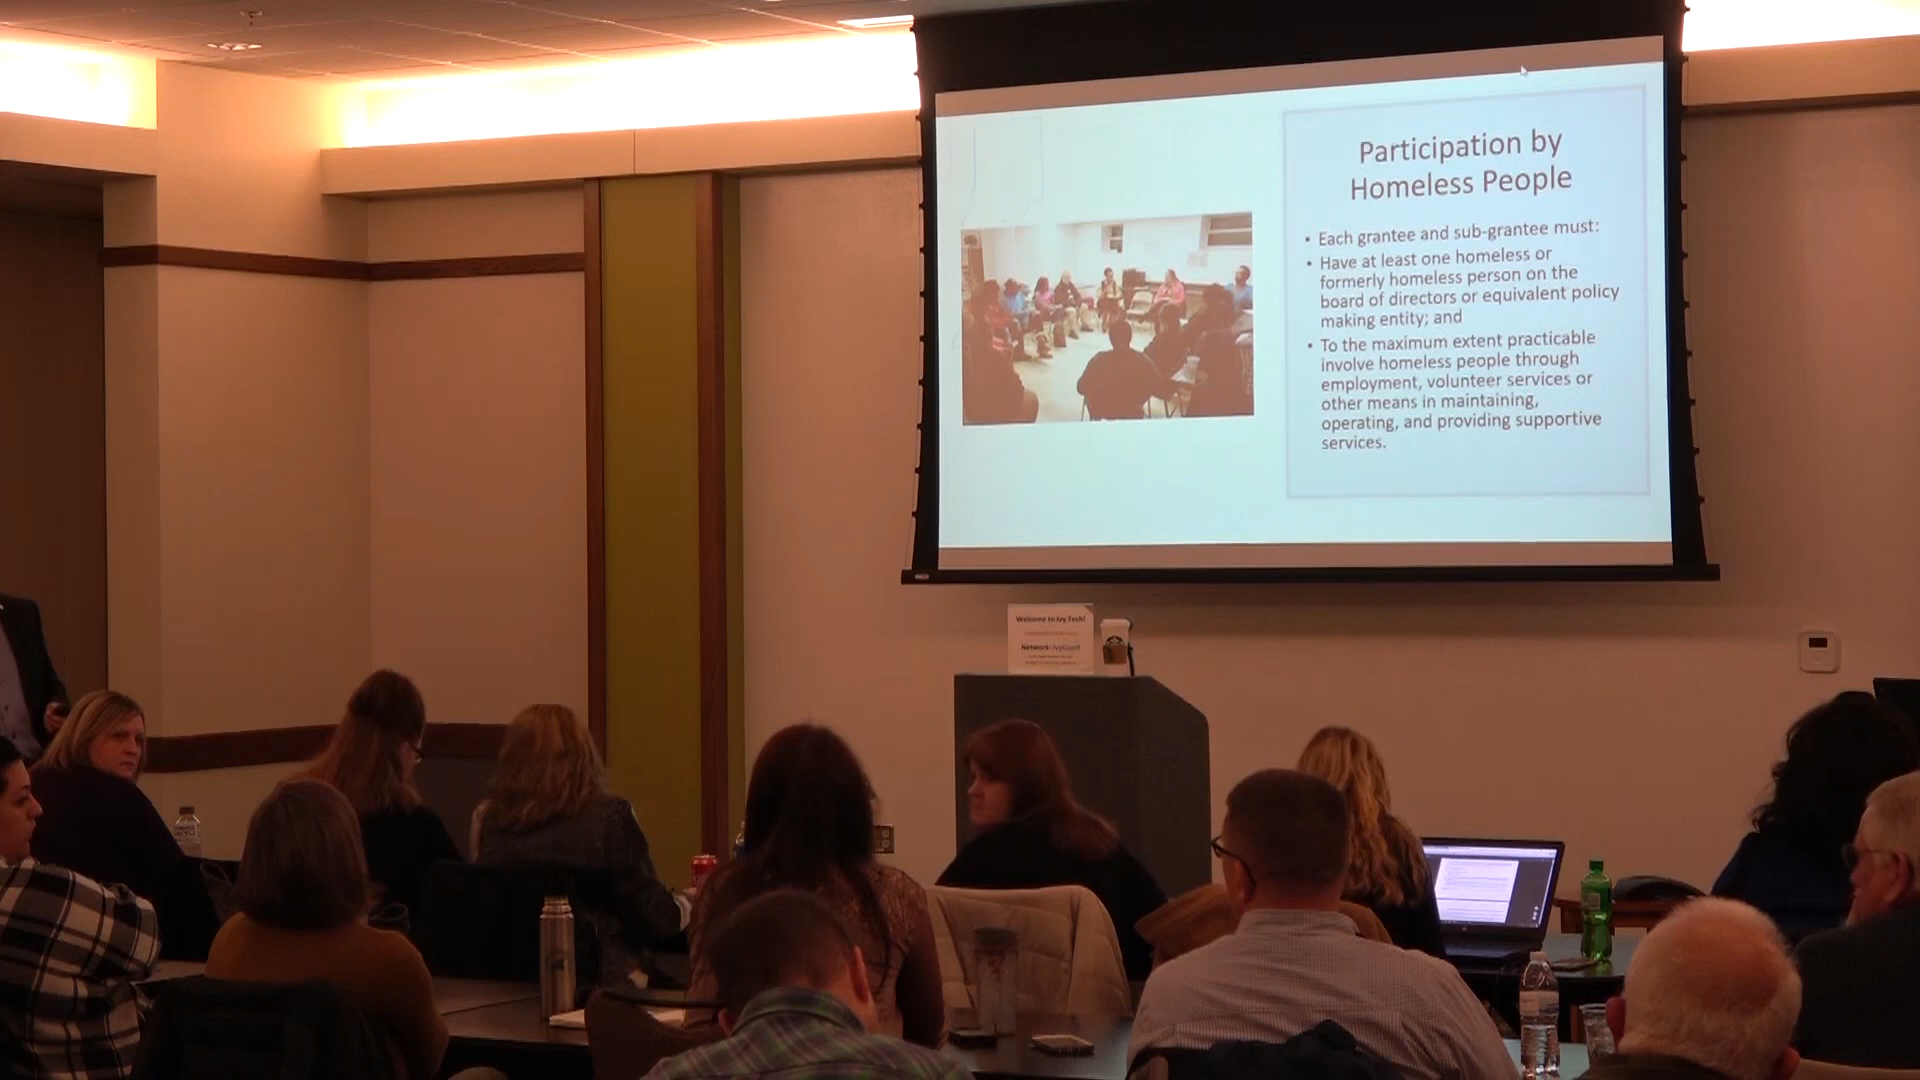 Participation by
Homeless People
• Each grantee and sub-grantee must:
• Have at least one homeless or
formerly homeless person on the
board of directors or equivalent policy
making entity; and
• To the maximum extent practicable
involve homeless people through
employment, volunteer services or
other means in maintaining,
operating, and providing supportive
services.
Welcome to Ivy Tech!
Network: IvyGuest